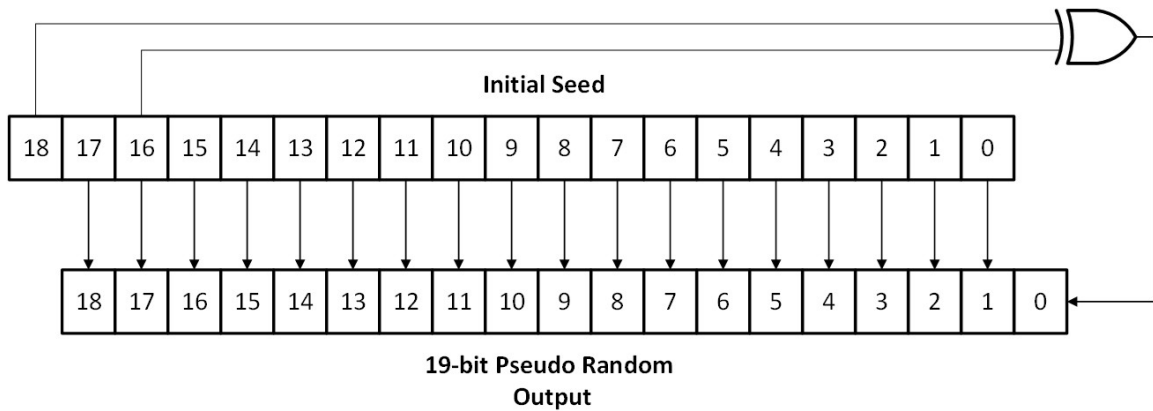 Initial Seed
18 17 16 15 14 13 12 11 10 9 8 7 6 5 4 3 2 1 0
18 17 16 15 14 13 12 11 10 9 8 7 6 5 4 3 2 1 0
19-bit Pseudo Random
Output